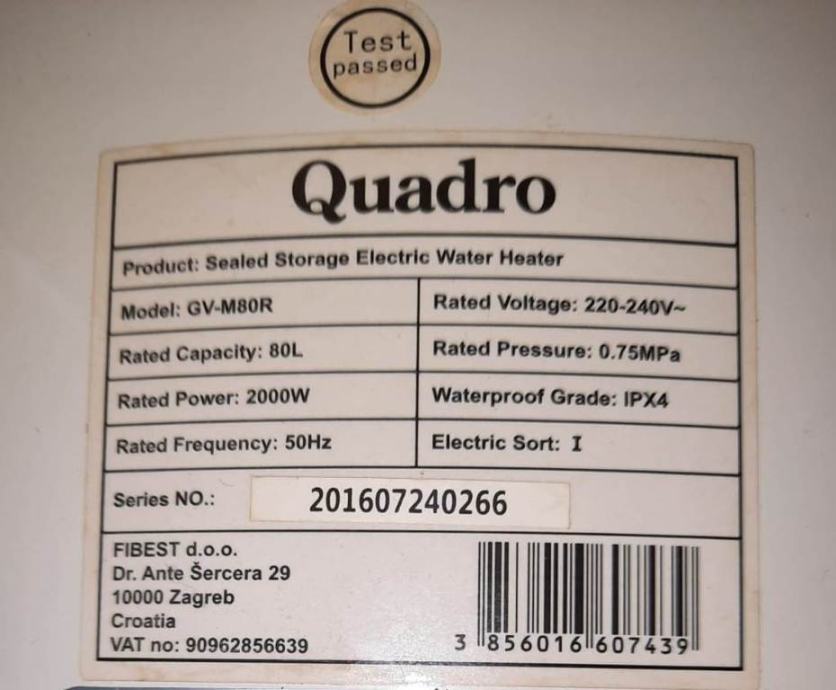 Test
passed
Quadro
Product: Sealed Storage Electric Water Heater
Model: GV-M80R
Rated Voltage: 220-240V~
Rated Capacity: 80L
Rated Pressure: 0.75MPa
Rated Power: 2000W
Waterproof Grade: IPX4
Rated Frequency: 50Hz
Electric Sort: I
Series NO.: 201607240266
FIBEST d.o.o.
Dr. Ante Šercera 29
10000 Zagreb
Croatia
VAT no: 90962856639
3 856016 607439